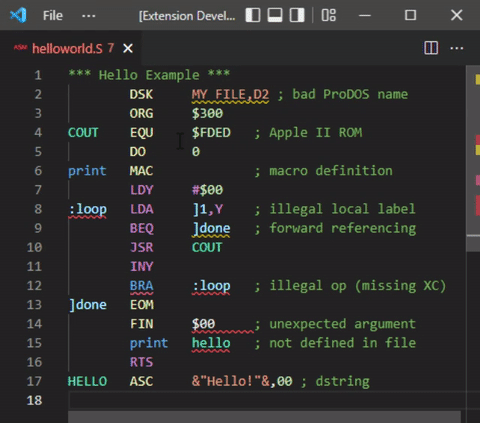 File ... [Extension Devel...
ASM helloworld.S 7
1 *** Hello Example ***
2 DSK MY FILE,D2 ; bad ProDOS name
3 ORG $300
4 COUT EQU $FDED ; Apple II ROM
5 DO 0
6 print MAC ; macro definition
7 LDY #$00
8 :loop LDA ]1,Y ; illegal local label
9 BEQ ]done ; forward referencing
10 JSR COUT
11 INY
12 BRA :loop ; illegal op (missing XC)
13 ]done EOM
14 FIN $00 ; unexpected argument
15 print hello ; not defined in file
16 RTS
17 HELLO ASC &"Hello!"&,00 ; dstring
18